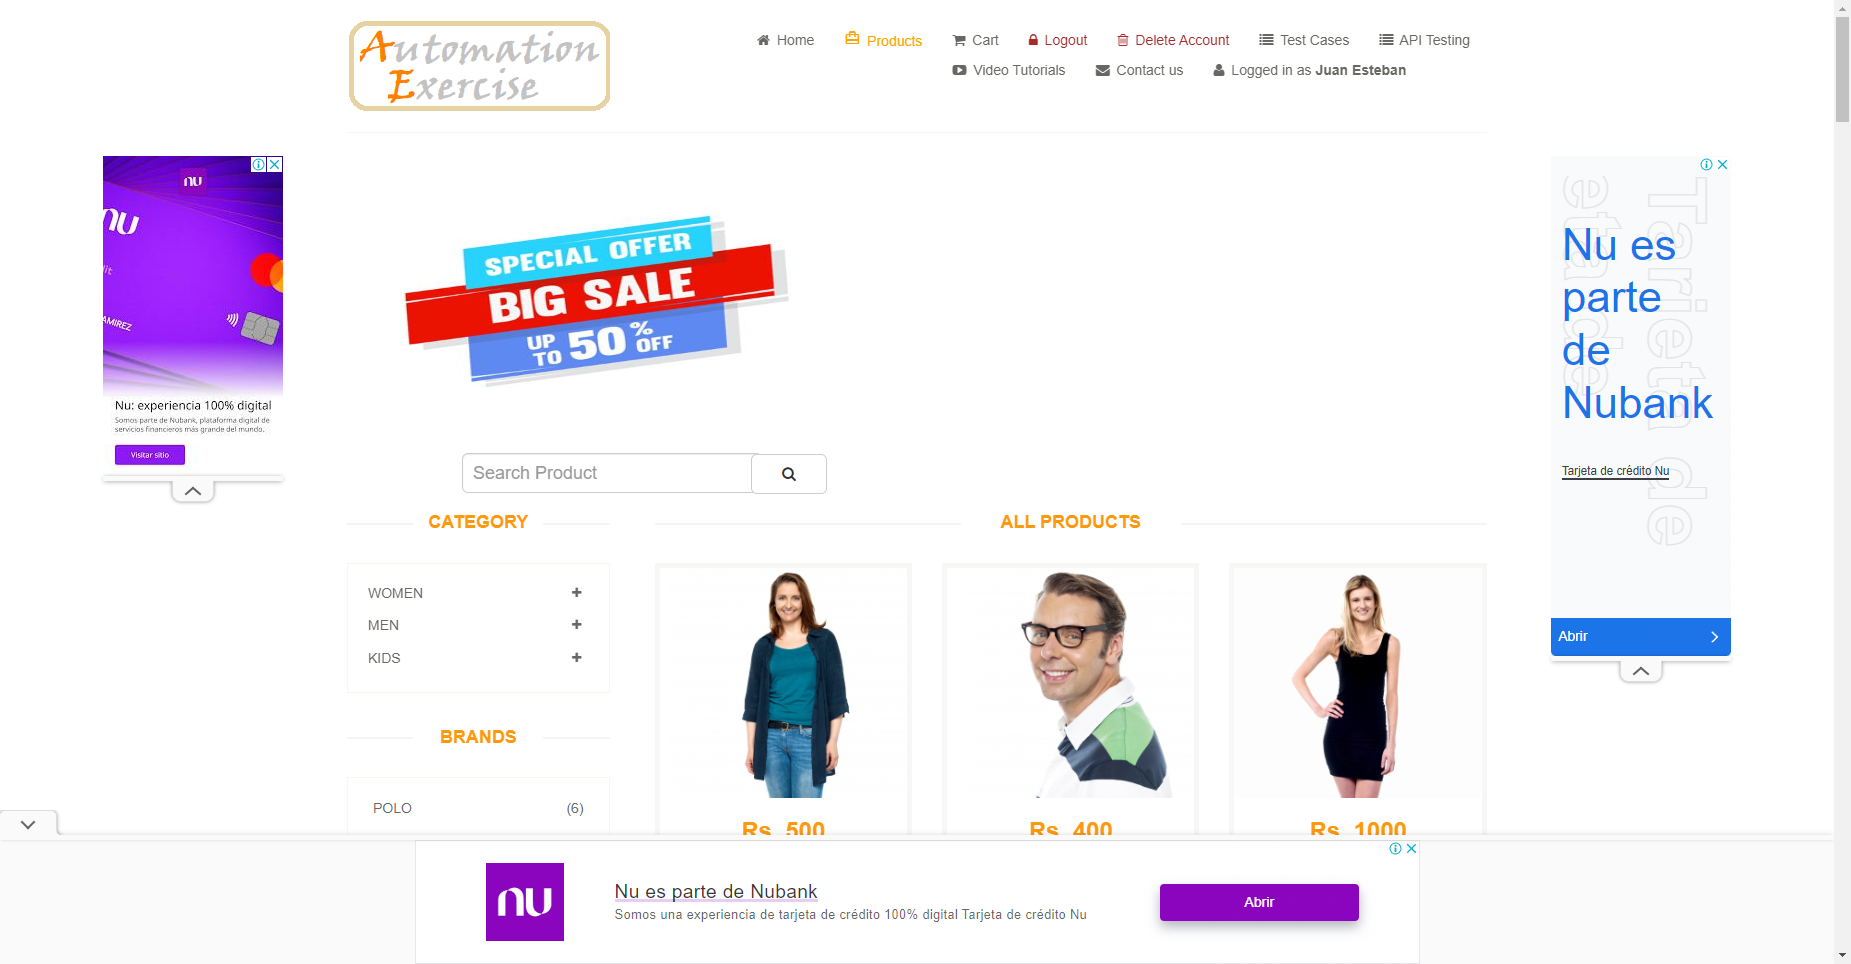 Automation
Exercise
Home
Products
Cart
Logout
Delete Account
Test Cases
API Testing
Video Tutorials
Contact us
Logged in as Juan Esteban
nu
nu
AMIREZ
Nu: experiencia 100% digital
Somos parte de Nubank, plataforma digital de
servicios financieros más grande del mundo.
Visitar sitio
SPECIAL OFFER
BIG SALE
UP TO 50% OFF
Search Product
CATEGORY
WOMEN
MEN
KIDS
BRANDS
POLO (6)
ALL PRODUCTS
Rs. 500
Rs. 400
Rs. 1000
Tarjeta de
Nu es
parte
de
Nubank
Tarjeta de crédito Nu
Abrir
nu
Nu es parte de Nubank
Somos una experiencia de tarjeta de crédito 100% digital Tarjeta de crédito Nu
Abrir